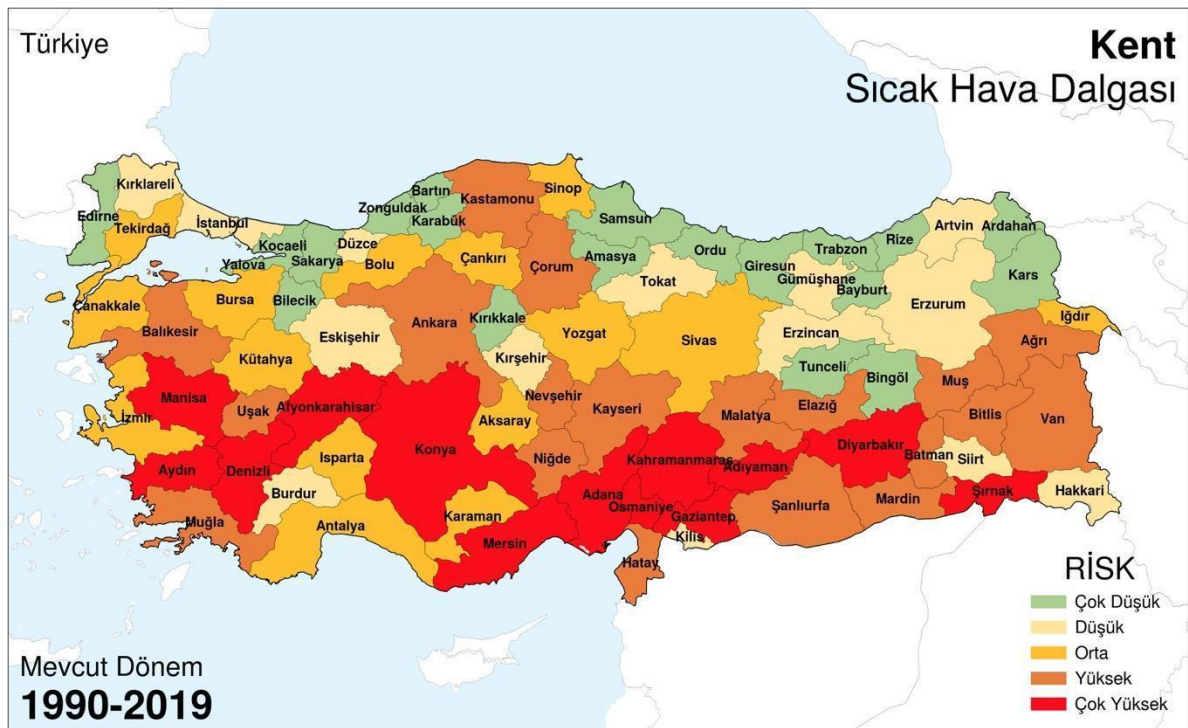 Türkiye
Kent
Sıcak Hava Dalgası
Kırklareli
Edirne
Tekirdağ
İstanbul
Kocaeli
Yalova
Sakarya
Düzce
Bolu
Bilecik
Bartın
Zonguldak
Karabük
Kastamonu
Sinop
Çankırı
Çorum
Samsun
Amasya
Ordu
Tokat
Giresun
Gümüşhane
Trabzon
Bayburt
Rize
Artvin
Ardahan
Kars
Erzurum
Iğdır
Çanakkale
Bursa
Balıkesir
Kütahya
Eskişehir
Ankara
Kırıkkale
Kırşehir
Yozgat
Sivas
Erzincan
Tunceli
Bingöl
Muş
Ağrı
Manisa
Uşak
Afyonkarahisar
İzmir
Konya
Aksaray
Nevşehir
Kayseri
Malatya
Elazığ
Diyarbakır
Bitlis
Van
Batman
Siirt
Aydın
Denizli
Isparta
Burdur
Niğde
Kahramanmaraş
Adıyaman
Adana
Osmaniye
Gaziantep
Şanlıurfa
Mardin
Şırnak
Hakkari
Muğla
Antalya
Karaman
Mersin
Kilis
Hatay
RİSK
Çok Düşük
Düşük
Orta
Yüksek
Çok Yüksek
Mevcut Dönem
1990-2019